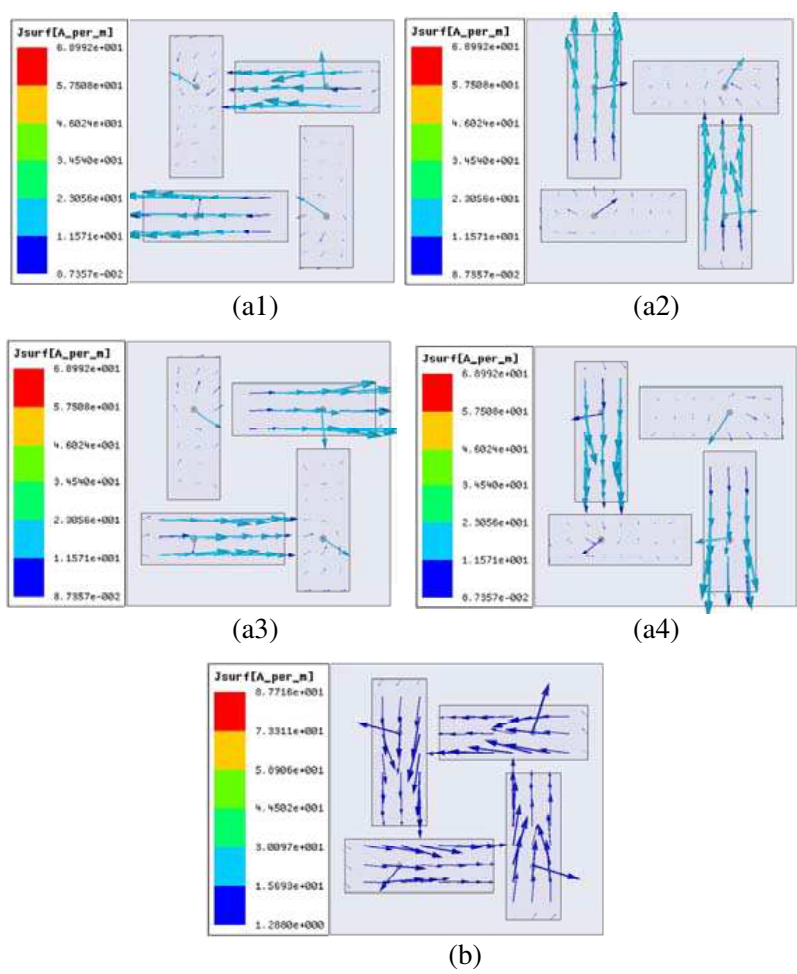 Jsurf[A_per_m]
6.8992e+001
5.7508e+001
4.6024e+001
3.4540e+001
2.3056e+001
1.1571e+001
8.7357e-002
(a1)
Jsurf[A_per_m]
6.8992e+001
5.7508e+001
4.6024e+001
3.4540e+001
2.3056e+001
1.1571e+001
8.7357e-002
(a2)
Jsurf[A_per_m]
6.8992e+001
5.7508e+001
4.6024e+001
3.4540e+001
2.3056e+001
1.1571e+001
8.7357e-002
(a3)
Jsurf[A_per_m]
6.8992e+001
5.7508e+001
4.6024e+001
3.4540e+001
2.3056e+001
1.1571e+001
8.7357e-002
(a4)
Jsurf[A_per_m]
8.7716e+001
7.3311e+001
5.8906e+001
4.4502e+001
3.0097e+001
1.5693e+001
1.2880e+000
(b)